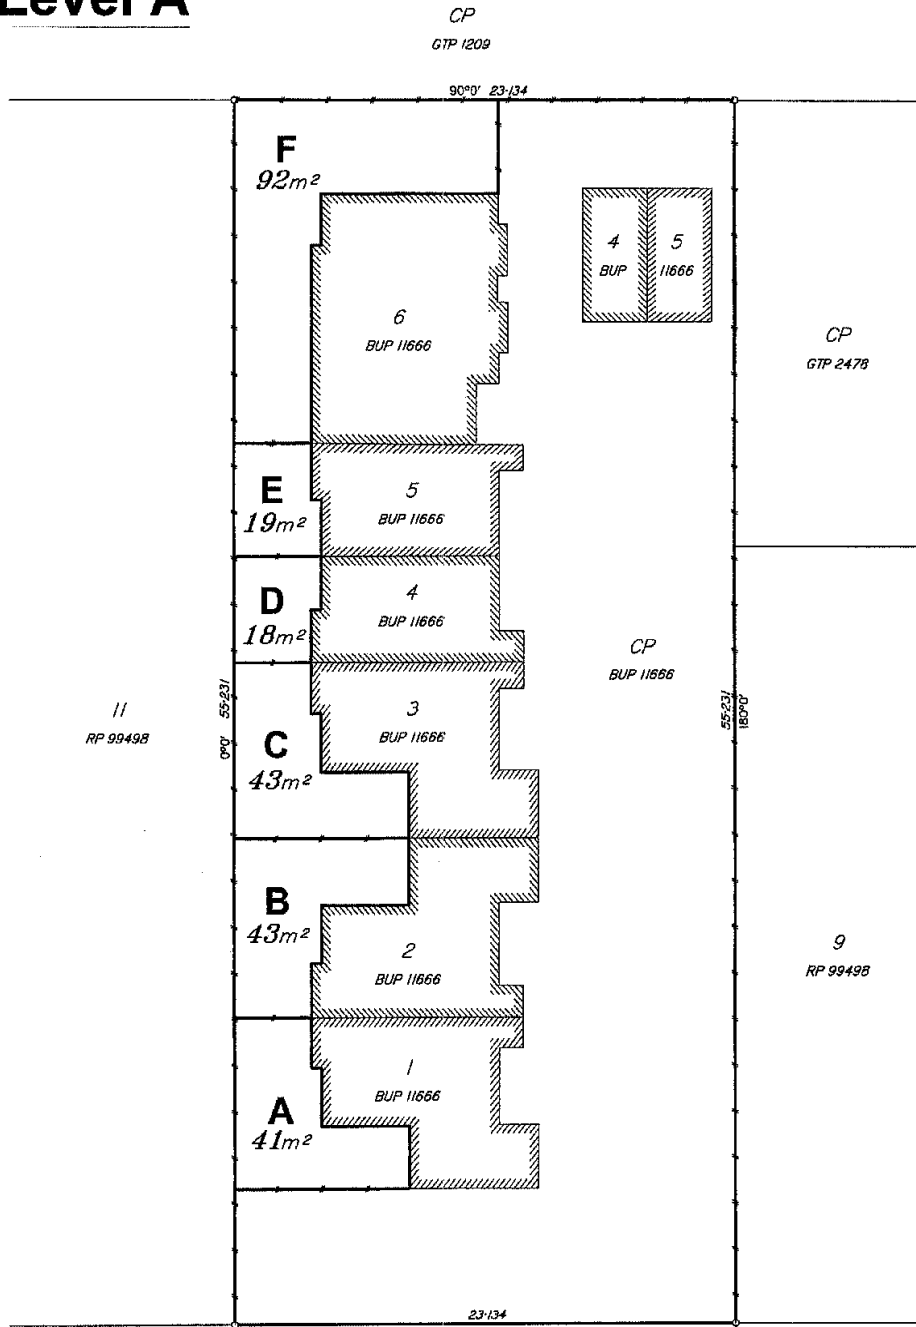 Level A
CP
GTP 1209
90°0' 23·134
F
92m²
4
BUP
5
11666
6
BUP 11666
CP
GTP 2478
E
19m²
5
BUP 11666
D
18m²
4
BUP 11666
CP
BUP 11666
11
RP 99498
0°0' 55·231
C
43m²
3
BUP 11666
55·231
180°0'
B
43m²
2
BUP 11666
9
RP 99498
A
41m²
1
BUP 11666
23·134